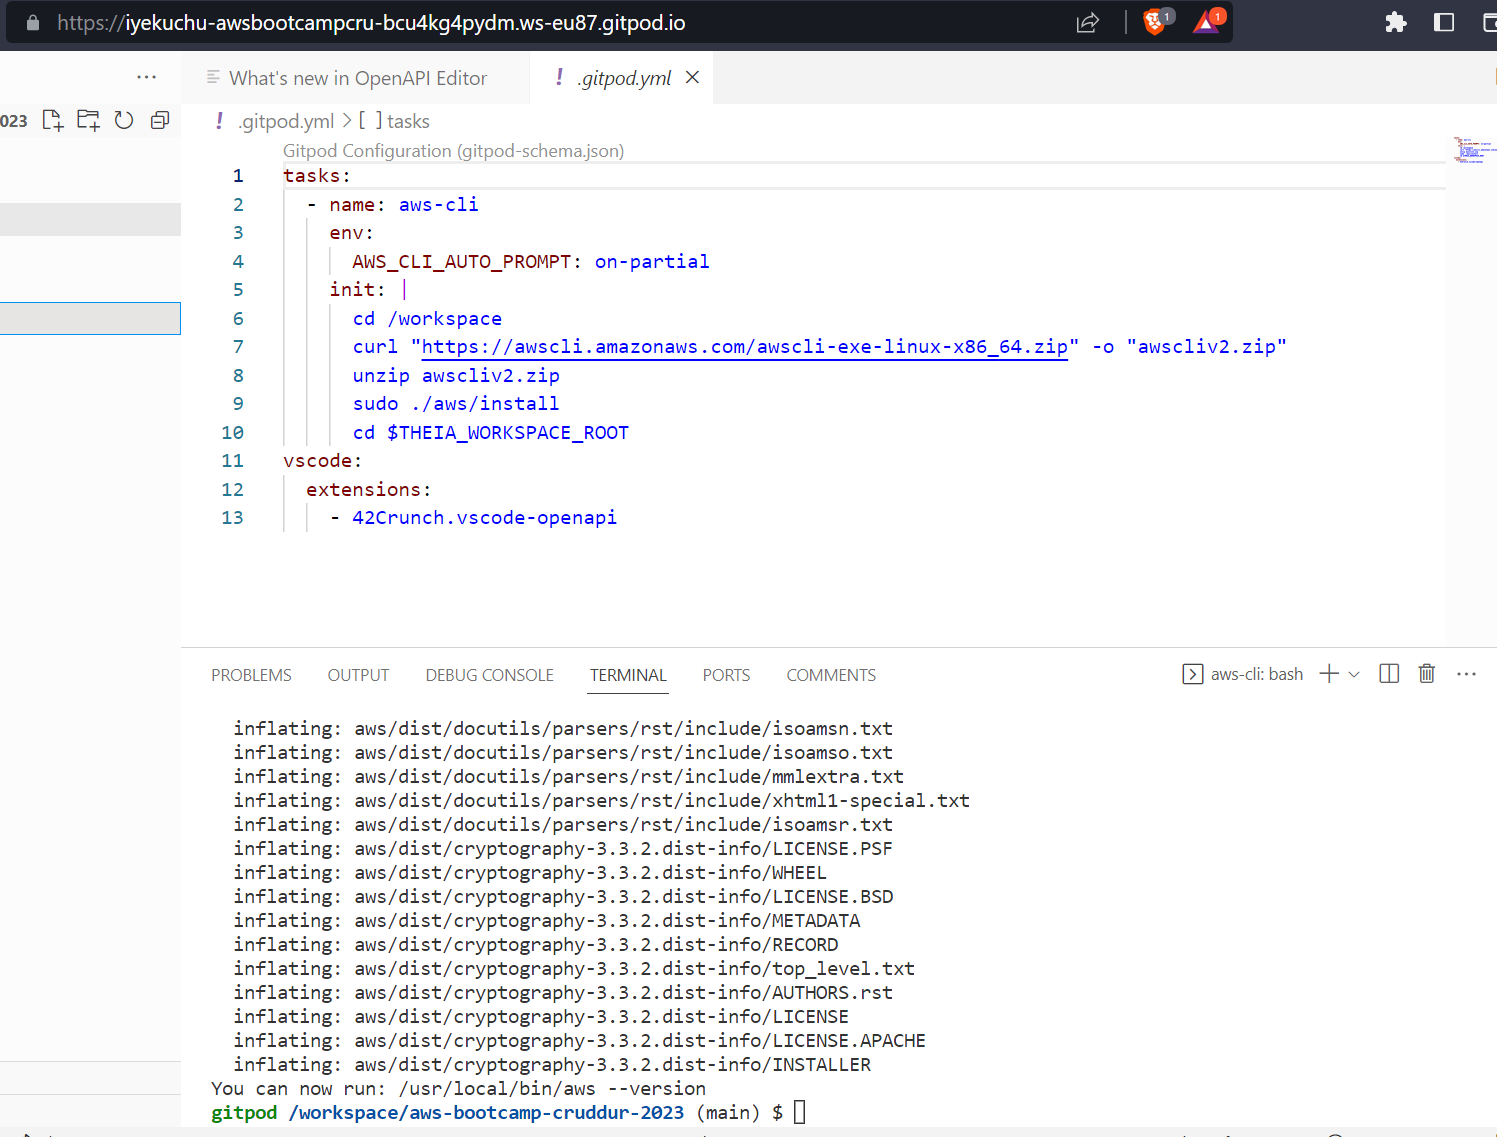 https://iyekuchu-awsbootcampcru-bcu4kg4pydm.ws-eu87.gitpod.io 1 1
What's new in OpenAPI Editor ! .gitpod.yml
023 ! .gitpod.yml > [ ] tasks
Gitpod Configuration (gitpod-schema.json)
1 tasks:
2 - name: aws-cli
3 env:
4 AWS_CLI_AUTO_PROMPT: on-partial
5 init: |
6 cd /workspace
7 curl "https://awscli.amazonaws.com/awscli-exe-linux-x86_64.zip" -o "awscliv2.zip"
8 unzip awscliv2.zip
9 sudo ./aws/install
10 cd $THEIA_WORKSPACE_ROOT
11 vscode:
12 extensions:
13 - 42Crunch.vscode-openapi
PROBLEMS OUTPUT DEBUG CONSOLE TERMINAL PORTS COMMENTS aws-cli: bash
inflating: aws/dist/docutils/parsers/rst/include/isoamsn.txt
inflating: aws/dist/docutils/parsers/rst/include/isoamso.txt
inflating: aws/dist/docutils/parsers/rst/include/mmlextra.txt
inflating: aws/dist/docutils/parsers/rst/include/xhtml1-special.txt
inflating: aws/dist/docutils/parsers/rst/include/isoamsr.txt
inflating: aws/dist/cryptography-3.3.2.dist-info/LICENSE.PSF
inflating: aws/dist/cryptography-3.3.2.dist-info/WHEEL
inflating: aws/dist/cryptography-3.3.2.dist-info/LICENSE.BSD
inflating: aws/dist/cryptography-3.3.2.dist-info/METADATA
inflating: aws/dist/cryptography-3.3.2.dist-info/RECORD
inflating: aws/dist/cryptography-3.3.2.dist-info/top_level.txt
inflating: aws/dist/cryptography-3.3.2.dist-info/AUTHORS.rst
inflating: aws/dist/cryptography-3.3.2.dist-info/LICENSE
inflating: aws/dist/cryptography-3.3.2.dist-info/LICENSE.APACHE
inflating: aws/dist/cryptography-3.3.2.dist-info/INSTALLER
You can now run: /usr/local/bin/aws --version
gitpod /workspace/aws-bootcamp-cruddur-2023 (main) $